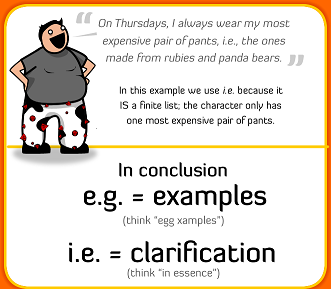 “ On Thursdays, I always wear my most
expensive pair of pants, i.e., the ones
made from rubies and panda bears. ”
In this example we use i.e. because it
IS a finite list; the character only has
one most expensive pair of pants.
In conclusion
e.g. = examples
(think "egg xamples")
i.e. = clarification
(think "in essence")